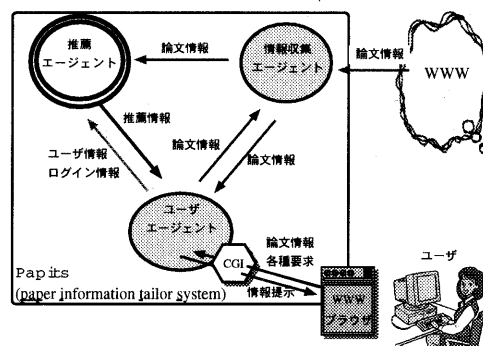 推薦
エージェント
論文情報
情報収集
エージェント
論文情報
WWW
推薦情報
ユーザ情報
ログイン情報
論文情報
論文情報
ユーザ
エージェント
CGI
論文情報
各種要求
情報提示
Papits
(paper information tailor system)
WWW
ブラウザ
ユーザ